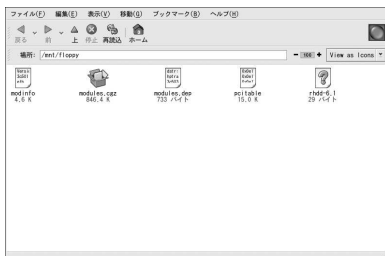 ファイル(F) 編集(E) 表示(V) 移動(G) ブックマーク(B) ヘルプ(H)
戻る 前 上 停止 再読込 ホーム
場所: /mnt/floppy 100 View as Icons
modinfo modules.cgz modules.dep pcitable rhdd-6.1
4.6 K 846.4 K 733 バイト 15.0 K 29 バイト